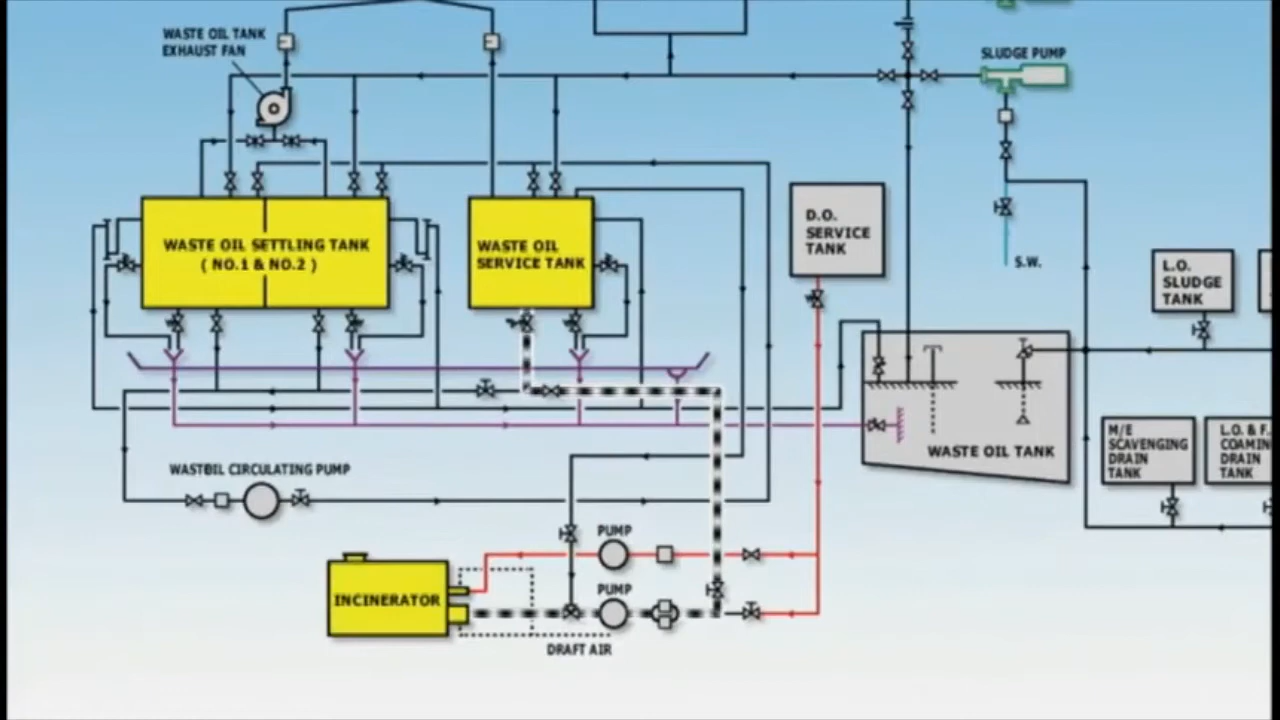 WASTE OIL TANK
EXHAUST FAN
SLUDGE PUMP
WASTE OIL SETTLING TANK
( NO.1 & NO.2 )
WASTE OIL
SERVICE TANK
D.O.
SERVICE
TANK
S.W.
L.O.
SLUDGE
TANK
WASTE OIL TANK
M/E
SCAVENGING
DRAIN
TANK
L.O. & F.
COAMIN
DRAIN
TANK
WASTEOIL CIRCULATING PUMP
PUMP
PUMP
INCINERATOR
DRAFT AIR